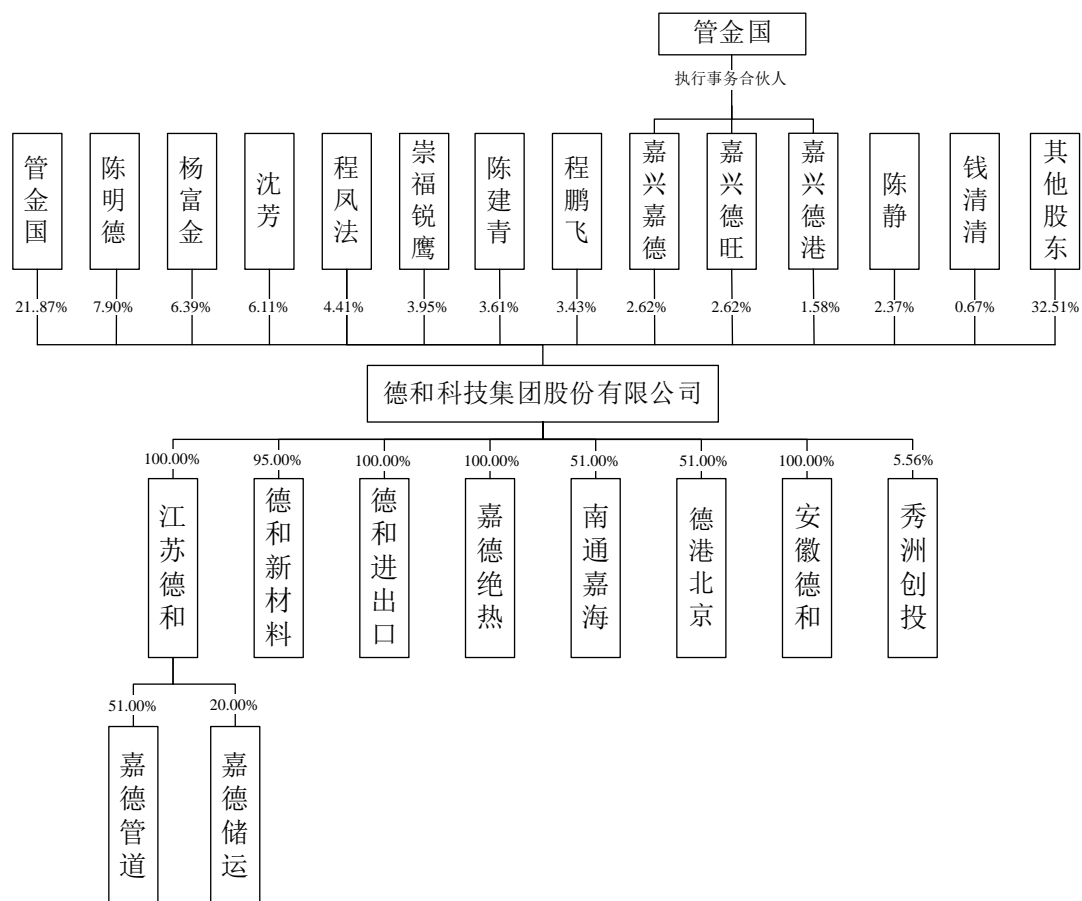 管金国
执行事务合伙人
管金国
陈明德
杨富金
沈芳
程凤法
崇福锐鹰
陈建青
程鹏飞
嘉兴嘉德
嘉兴德旺
嘉兴德港
陈静
钱清清
其他股东
21..87%
7.90%
6.39%
6.11%
4.41%
3.95%
3.61%
3.43%
2.62%
2.62%
1.58%
2.37%
0.67%
32.51%
德和科技集团股份有限公司
100.00%
95.00%
100.00%
100.00%
51.00%
51.00%
100.00%
5.56%
江苏德和
德和新材料
德和进出口
嘉德绝热
南通嘉海
德港北京
安徽德和
秀洲创投
51.00%
20.00%
嘉德管道
嘉德储运